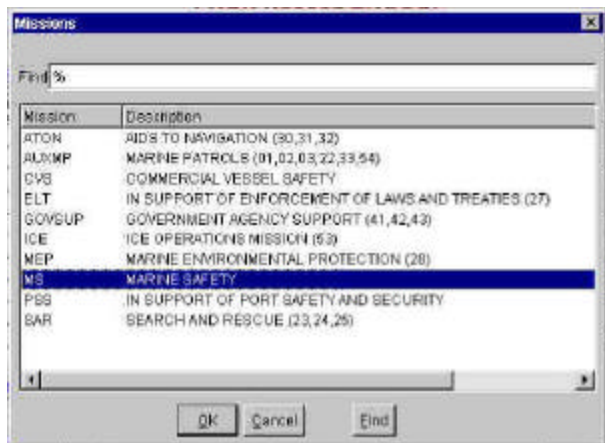 Missions
Find %
Mission Description
ATON AIDS TO NAVIGATION (30,31,32)
AUXMP MARINE PATROLS (01,02,03,22,33,54)
CVS COMMERCIAL VESSEL SAFETY
ELT IN SUPPORT OF ENFORCEMENT OF LAWS AND TREATIES (27)
GOVSUP GOVERNMENT AGENCY SUPPORT (41,42,43)
ICE ICE OPERATIONS MISSION (53)
MEP MARINE ENVIRONMENTAL PROTECTION (28)
MS MARINE SAFETY
PSS IN SUPPORT OF PORT SAFETY AND SECURITY
SAR SEARCH AND RESCUE (23,24,25)
OK Cancel Find